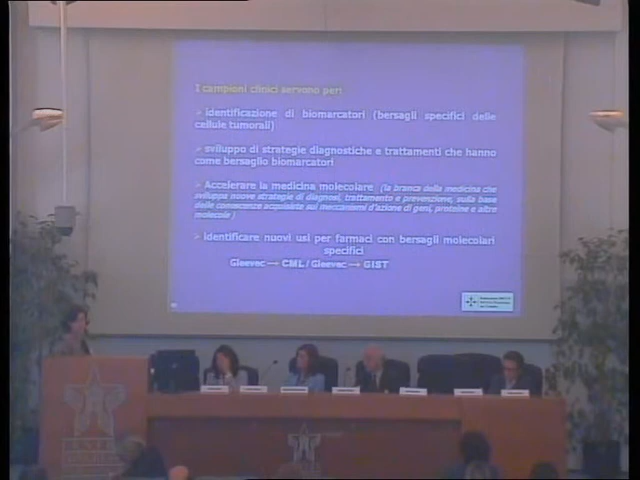 I campioni clinici servono per:
identificazione di biomarcatori (bersagli specifici delle
cellule tumorali)
sviluppo di strategie diagnostiche e trattamenti che hanno
come bersaglio biomarcatori
Accelerare la medicina molecolare (la branca della medicina che
sviluppa nuove strategie di diagnosi, trattamento e prevenzione, sulla base
delle conoscenze acquisite sui meccanismi d'azione di geni, proteine e altre
molecole)
identificare nuovi usi per farmaci con bersagli molecolari
specifici
Gleevec → CML / Gleevec → GIST